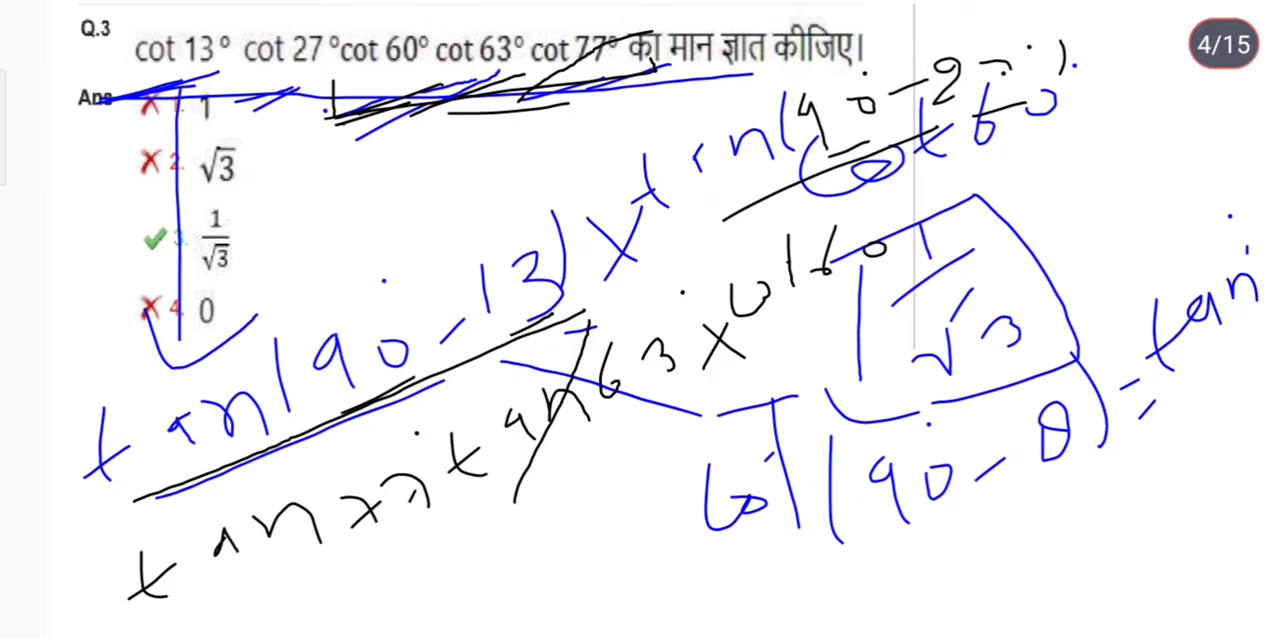 Q.3
cot 13° cot 27° cot 60° cot 63° cot 77° का मान ज्ञात कीजिए।
4/15
Ans
1. 1
2. √3
3. 1/√3
4. 0
tan(90-13) × tan(90-27).
cot 60
tan 77 tan 63 × cot 60
1/√3
cot(90-θ) = tan